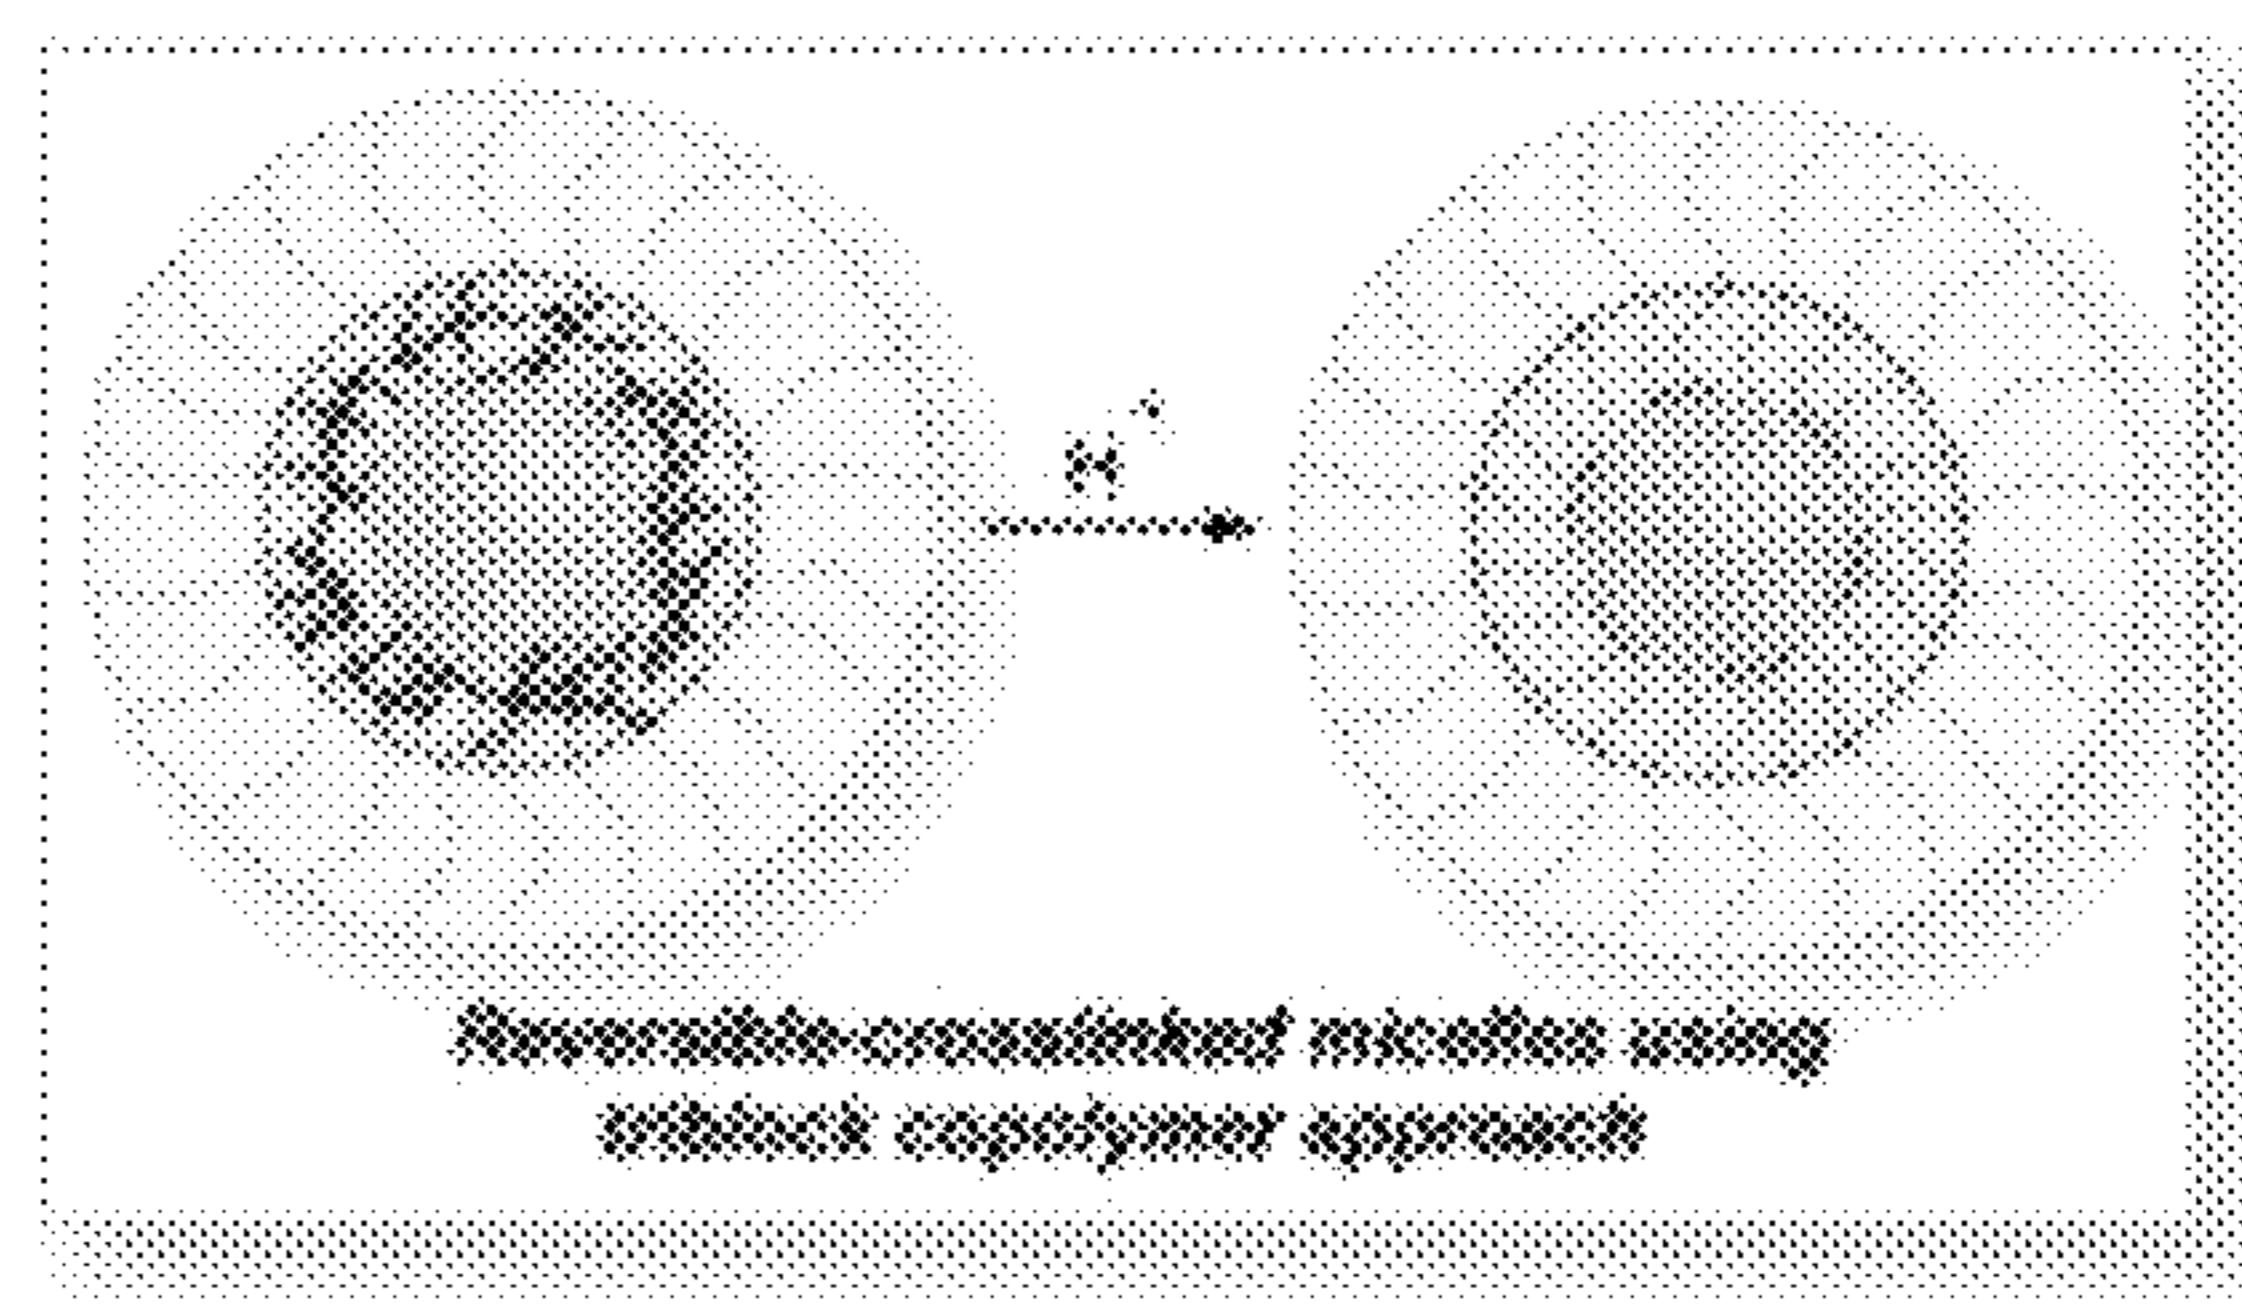 H+
Reversible-crosslinked micelles using
triblock copolymer approach